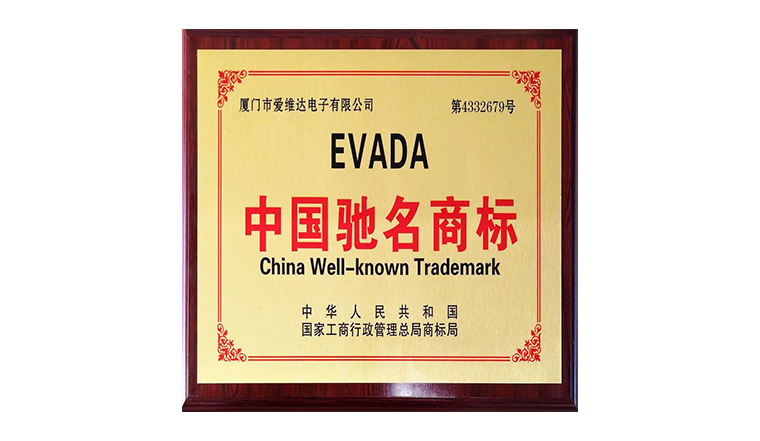 厦门市爱维达电子有限公司 第4332679号
EVADA
中国驰名商标
China Well-known Trademark
中华人民共和国
国家工商行政管理总局商标局